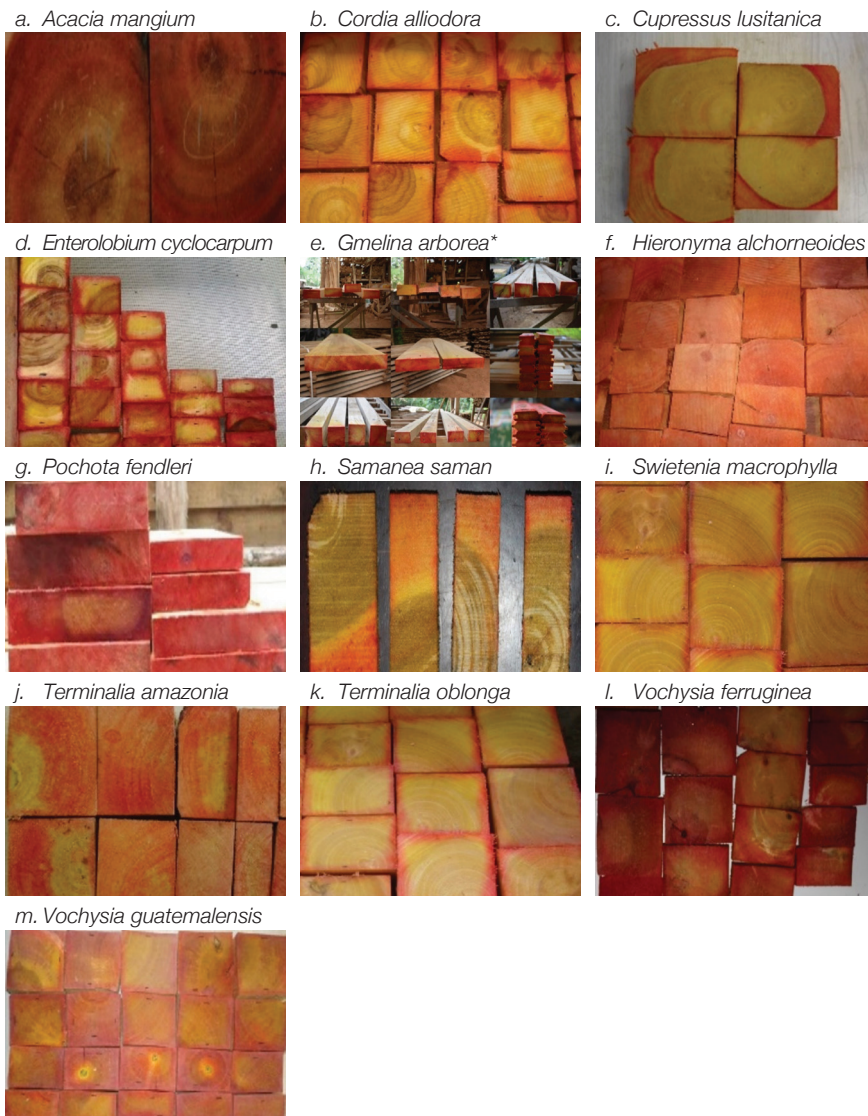 a. Acacia mangium
b. Cordia alliodora
c. Cupressus lusitanica
d. Enterolobium cyclocarpum
e. Gmelina arborea*
f. Hieronyma alchorneoides
g. Pochota fendleri
h. Samanea saman
i. Swietenia macrophylla
j. Terminalia amazonia
k. Terminalia oblonga
l. Vochysia ferruginea
m. Vochysia guatemalensis